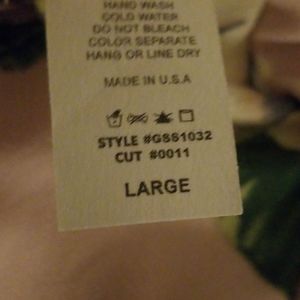 HAND WASH
COLD WATER
DO NOT BLEACH
COLOR SEPARATE
HANG OR LINE DRY
MADE IN U.S.A
STYLE #GSS1032
CUT #0011
LARGE